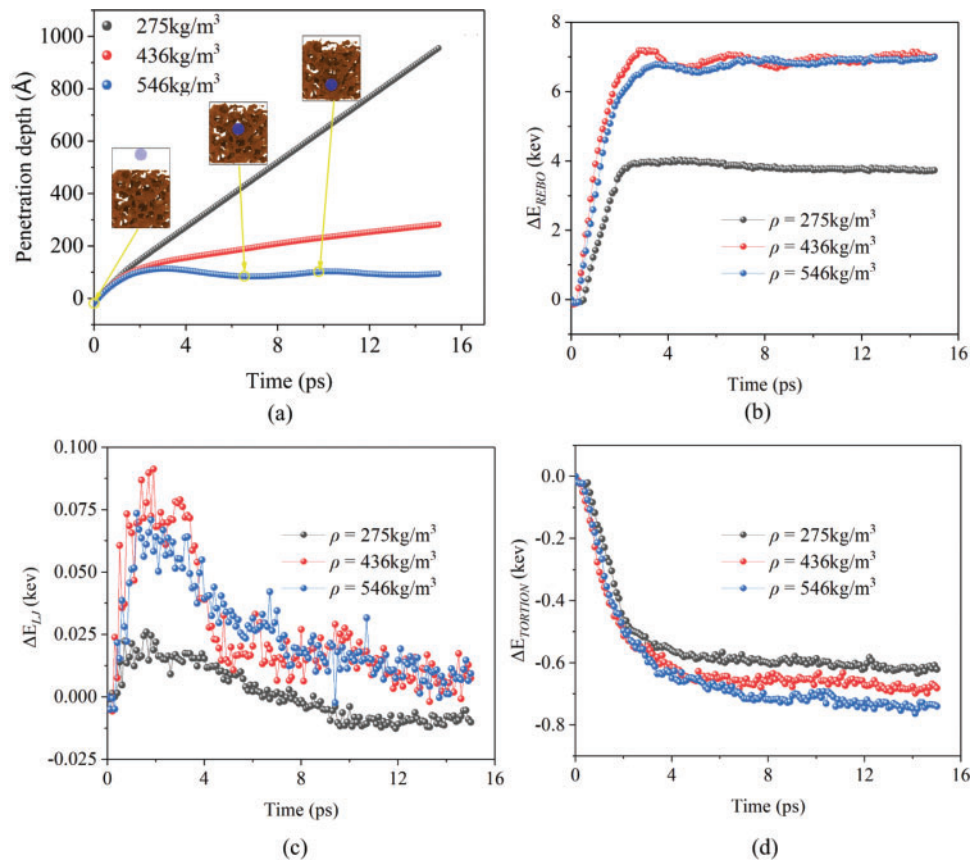 275kg/m³
436kg/m³
546kg/m³
Penetration depth (Å)
1000
800
600
400
200
0
0
4
8
12
16
Time (ps)
(a)
ΔE_REBO (kev)
8
6
4
2
0
ρ = 275kg/m³
ρ = 436kg/m³
ρ = 546kg/m³
0
4
8
12
16
Time (ps)
(b)
ΔE_LJ (kev)
0.100
0.075
0.050
0.025
0.000
-0.025
ρ = 275kg/m³
ρ = 436kg/m³
ρ = 546kg/m³
0
4
8
12
16
Time (ps)
(c)
ΔE_TORTION (kev)
0.0
-0.2
-0.4
-0.6
-0.8
ρ = 275kg/m³
ρ = 436kg/m³
ρ = 546kg/m³
0
4
8
12
16
Time (ps)
(d)